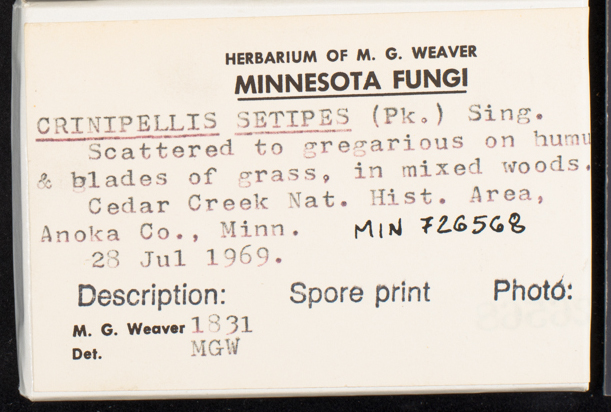 HERBARIUM OF M. G. WEAVER
MINNESOTA FUNGI
CRINIPELLIS SETIPES (Pk.) Sing.
Scattered to gregarious on humu
& blades of grass, in mixed woods.
Cedar Creek Nat. Hist. Area,
Anoka Co., Minn. MIN 726568
28 Jul 1969.
Description: Spore print Photo:
M. G. Weaver 1831
Det. MGW